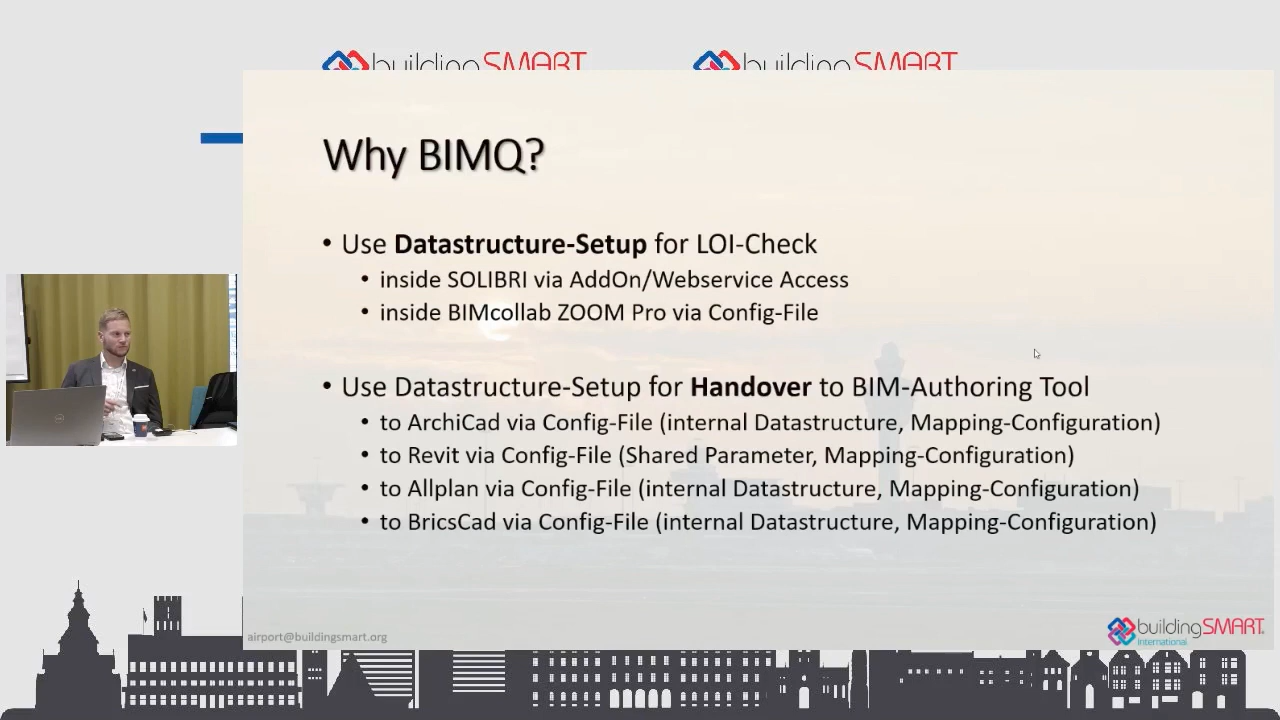 buildingSMART buildingSMART
Why BIMQ?
• Use Datastructure-Setup for LOI-Check
• inside SOLIBRI via AddOn/Webservice Access
• inside BIMcollab ZOOM Pro via Config-File
• Use Datastructure-Setup for Handover to BIM-Authoring Tool
• to ArchiCad via Config-File (internal Datastructure, Mapping-Configuration)
• to Revit via Config-File (Shared Parameter, Mapping-Configuration)
• to Allplan via Config-File (internal Datastructure, Mapping-Configuration)
• to BricsCad via Config-File (internal Datastructure, Mapping-Configuration)
airport@buildingsmart.org
buildingSMART
International